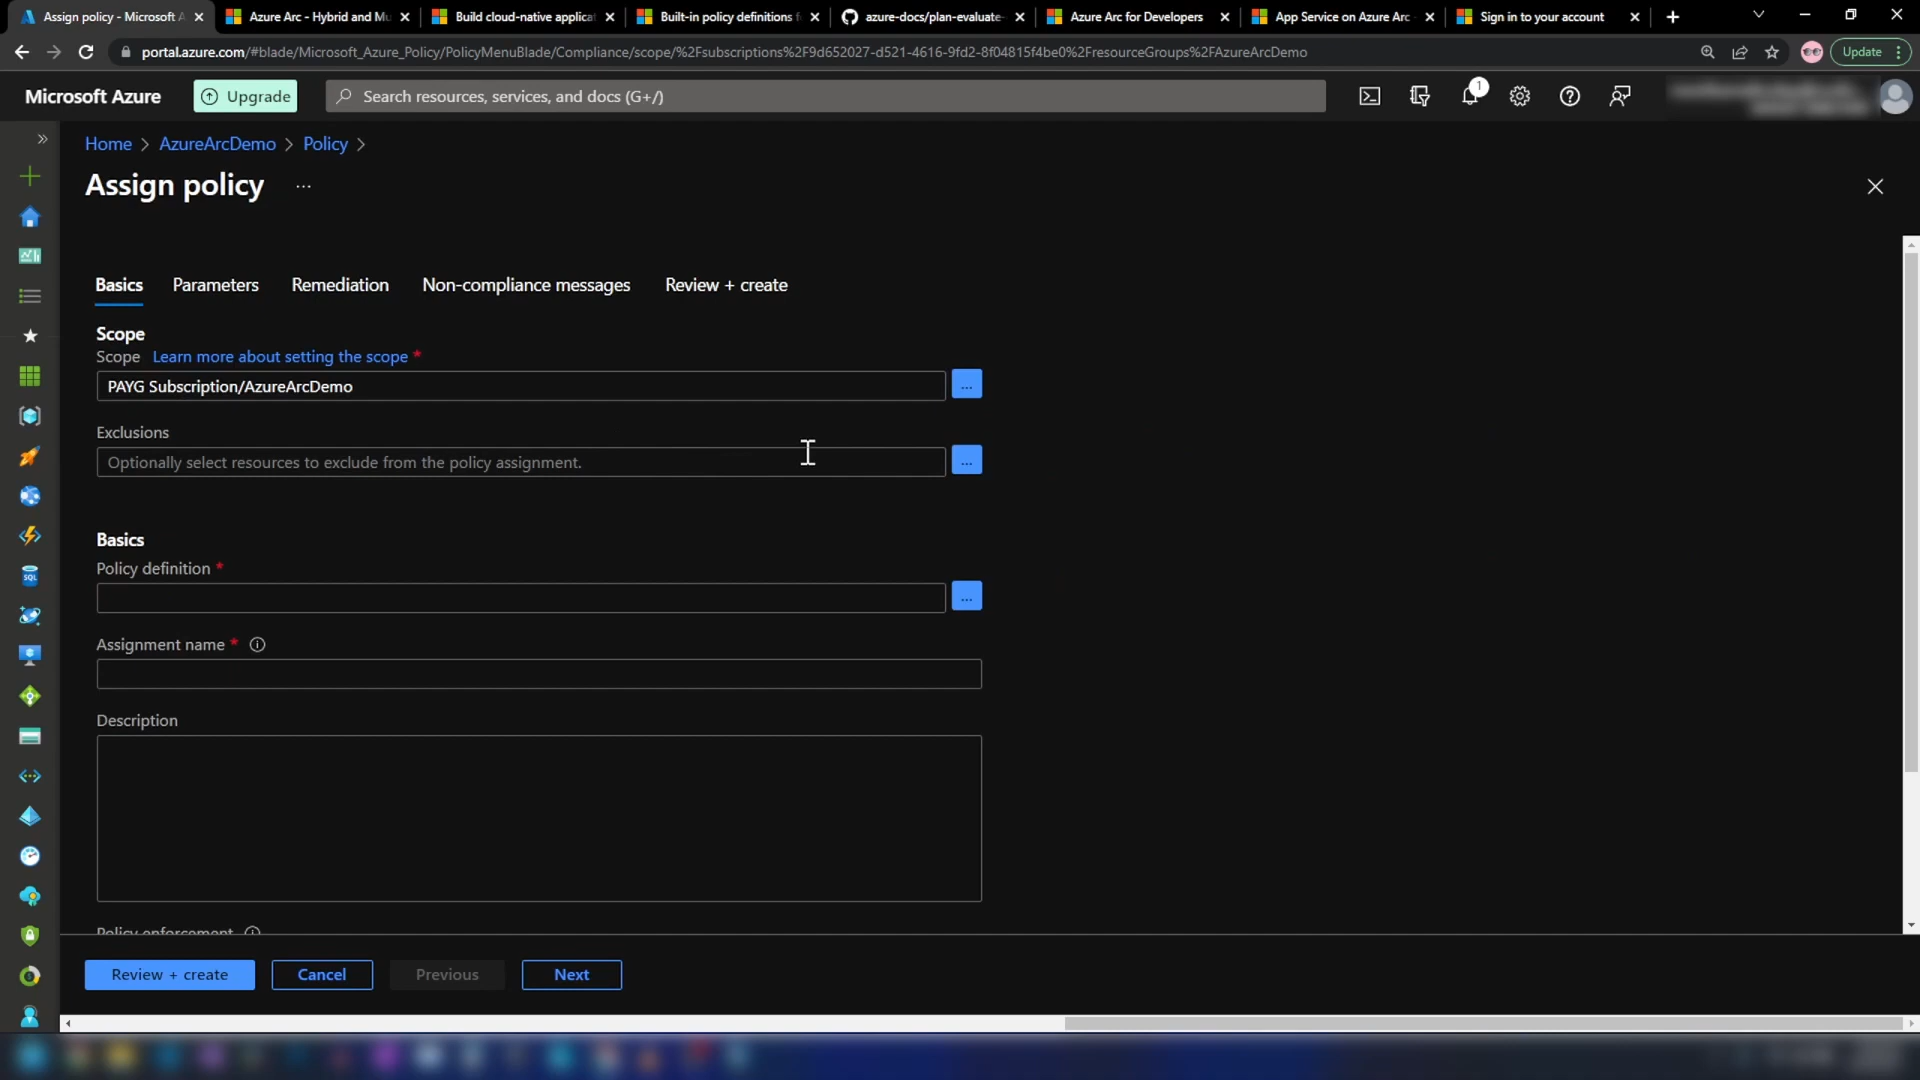 Assign policy - Microsoft A
Azure Arc - Hybrid and Mu
Build cloud-native applicat
Built-in policy definitions f
azure-docs/plan-evaluate-
Azure Arc for Developers
App Service on Azure Arc
Sign in to your account
portal.azure.com/#blade/Microsoft_Azure_Policy/PolicyMenuBlade/Compliance/scope/%2Fsubscriptions%2F9d652027-d521-4616-9fd2-8f04815f4be0%2FresourceGroups%2FAzureArcDemo
Update
Microsoft Azure
Upgrade
Search resources, services, and docs (G+/)
1
Home > AzureArcDemo > Policy >
Assign policy ...
Basics
Parameters
Remediation
Non-compliance messages
Review + create
Scope
Scope Learn more about setting the scope *
PAYG Subscription/AzureArcDemo
...
Exclusions
Optionally select resources to exclude from the policy assignment.
...
Basics
Policy definition *
...
Assignment name *
Description
Policy enforcement
Review + create
Cancel
Previous
Next
SQL